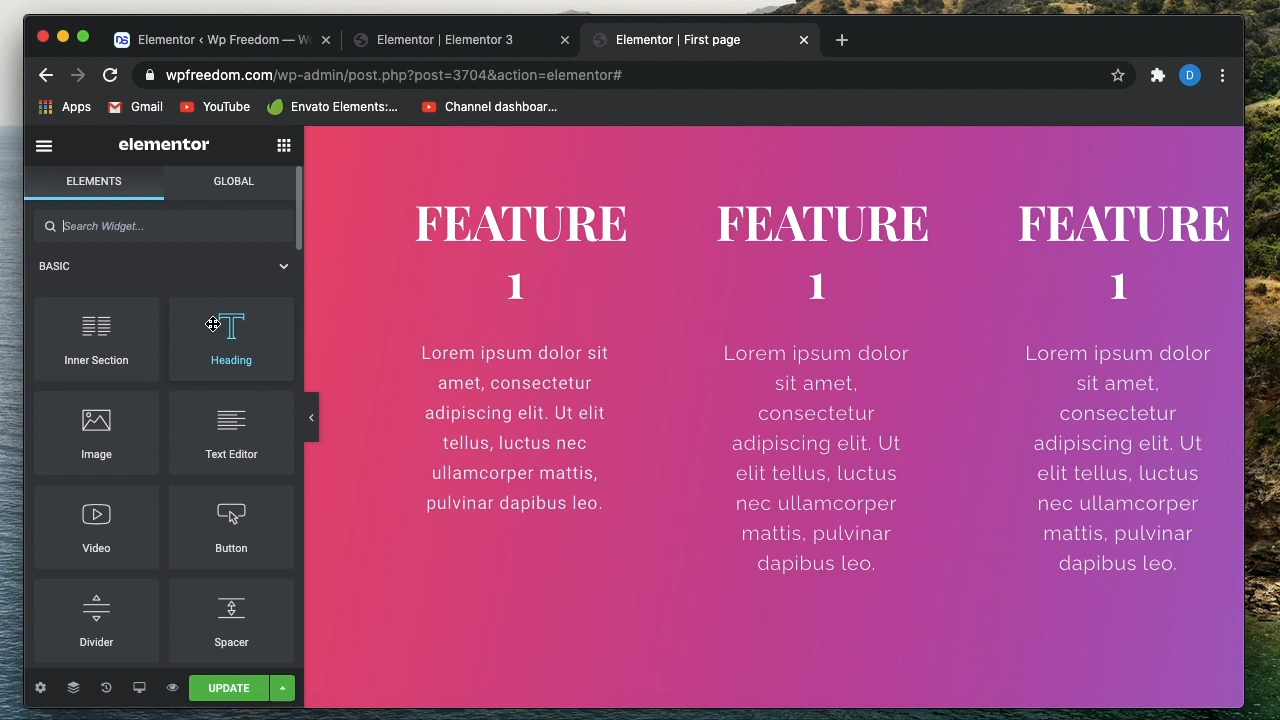 Elementor ‹ Wp Freedom — W
Elementor | Elementor 3
Elementor | First page
wpfreedom.com/wp-admin/post.php?post=3704&action=elementor#
D
Apps
Gmail
YouTube
Envato Elements:...
Channel dashboar...
elementor
ELEMENTS
GLOBAL
Search Widget...
BASIC
Inner Section
Heading
Image
Text Editor
Video
Button
Divider
Spacer
UPDATE
FEATURE
1
Lorem ipsum dolor sit
amet, consectetur
adipiscing elit. Ut elit
tellus, luctus nec
ullamcorper mattis,
pulvinar dapibus leo.
FEATURE
1
Lorem ipsum dolor
sit amet,
consectetur
adipiscing elit. Ut
elit tellus, luctus
nec ullamcorper
mattis, pulvinar
dapibus leo.
FEATURE
1
Lorem ipsum dolor
sit amet,
consectetur
adipiscing elit. Ut
elit tellus, luctus
nec ullamcorper
mattis, pulvinar
dapibus leo.